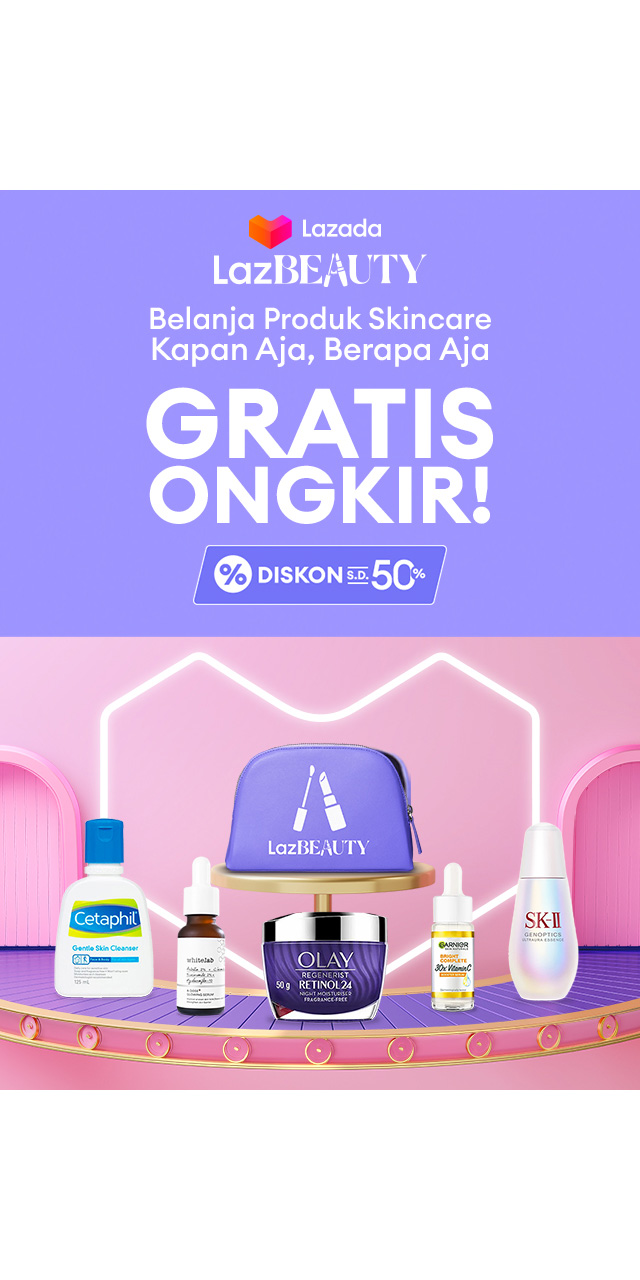 Lazada
LazBEAUTY
Belanja Produk Skincare
Kapan Aja, Berapa Aja
GRATIS
ONGKIR!
% DISKON S.D. 50%
LazBEAUTY
Cetaphil
Gentle Skin Cleanser
125 mL
whitelab
OLAY
REGENERIST
50 g RETINOL24
NIGHT MOISTURISER
FRAGRANCE-FREE
GARNIER
SKIN NATURALS
BRIGHT
COMPLETE
30x Vitamin C
SK-II
GENOPTICS
ULTRAURA ESSENCE